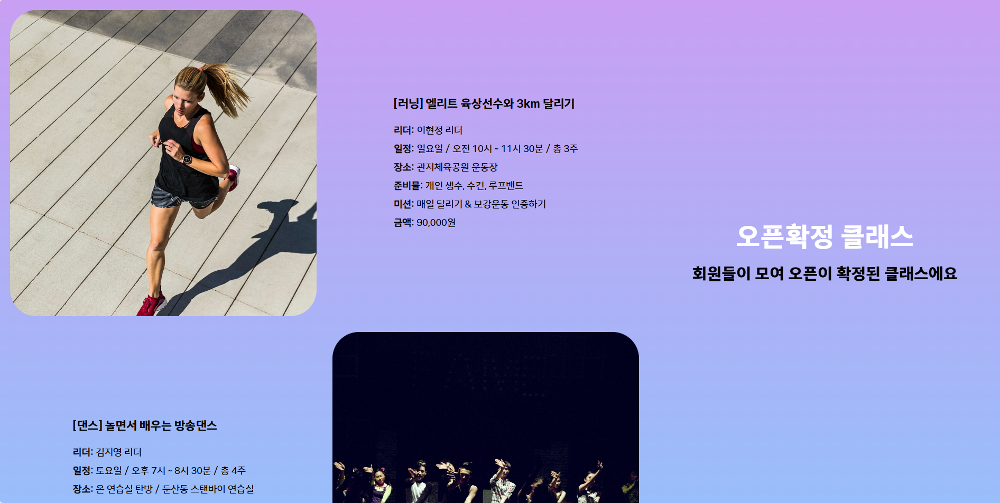 [러닝] 엘리트 육상선수와 3km 달리기
리더: 이현정 리더
일정: 일요일 / 오전 10시 ~ 11시 30분 / 총 3주
장소: 관저체육공원 운동장
준비물: 개인 생수, 수건, 루프밴드
미션: 매일 달리기 & 보강운동 인증하기
금액: 90,000원
오픈확정 클래스
회원들이 모여 오픈이 확정된 클래스에요
[댄스] 놀면서 배우는 방송댄스
리더: 김지영 리더
일정: 토요일 / 오후 7시 ~ 8시 30분 / 총 4주
장소: 온 연습실 탄방 / 둔산동 스탠바이 연습실
FAME